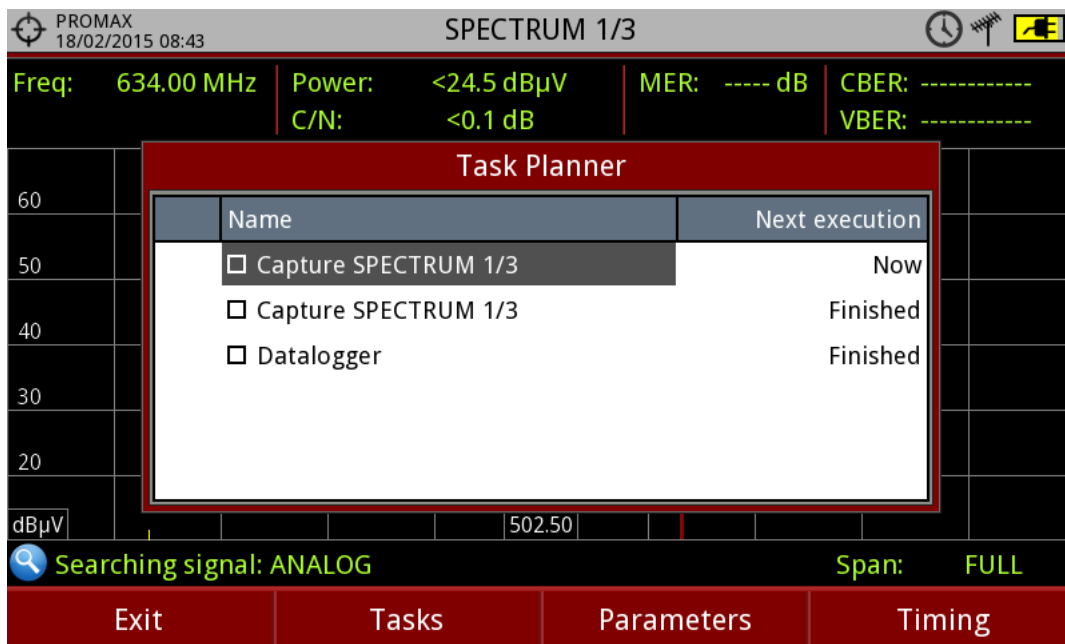 PROMAX
18/02/2015 08:43
SPECTRUM 1/3
Freq: 634.00 MHz Power: <24.5 dBµV MER: ----- dB CBER: ------------
C/N: <0.1 dB VBER: ------------
Task Planner
Name Next execution
Capture SPECTRUM 1/3 Now
Capture SPECTRUM 1/3 Finished
Datalogger Finished
60
50
40
30
20
dBµV 502.50
Searching signal: ANALOG Span: FULL
Exit Tasks Parameters Timing